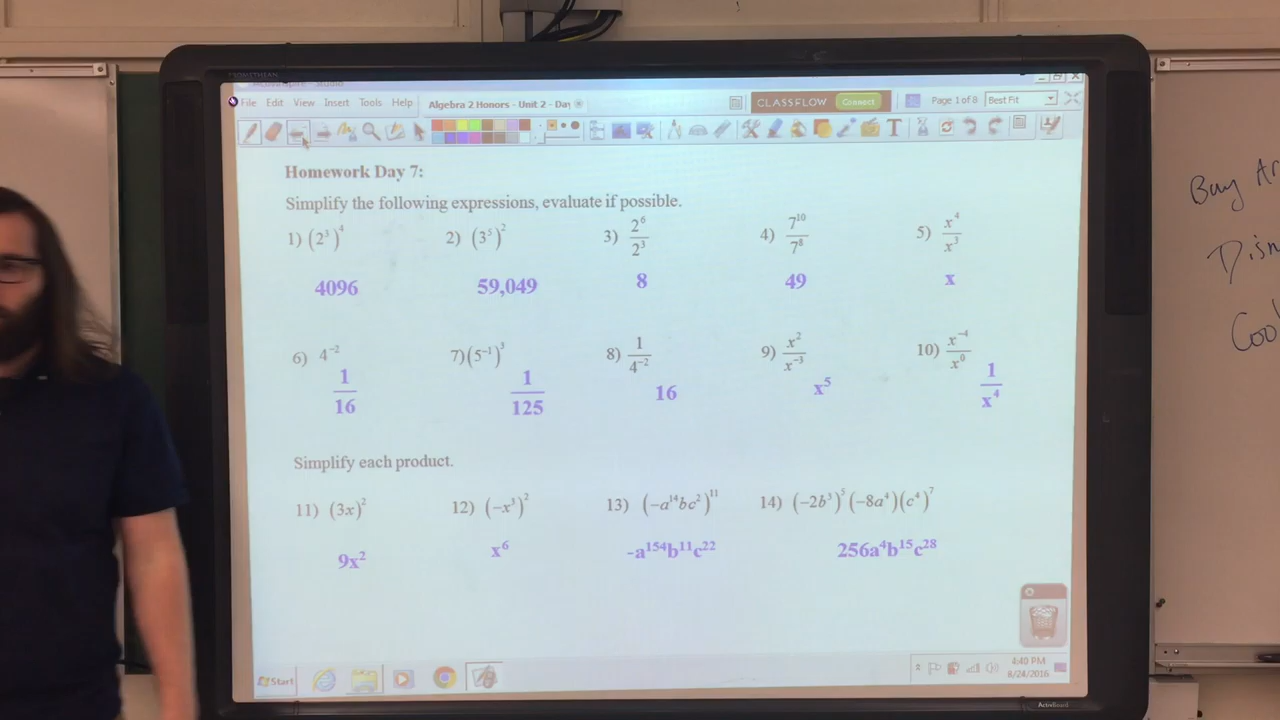 PROMETHEAN
File Edit View Insert Tools Help
Algebra 2 Honors - Unit 2 - Day
CLASSFLOW Connect
Page 1 of 8 Best Fit
Homework Day 7:
Simplify the following expressions, evaluate if possible.
1) (2³)⁴ 2) (3⁵)² 3) 2⁶/2³ 4) 7¹⁰/7⁸ 5) x⁴/x³
4096 59,049 8 49 x
6) 4⁻² 7) (5⁻¹)³ 8) 1/4⁻² 9) x²/x⁻³ 10) x⁻⁴/x⁰
1/16 1/125 16 x⁵ 1/x⁴
Simplify each product.
11) (3x)² 12) (-x³)² 13) (-a¹⁴bc²)¹¹ 14) (-2b³)⁵(-8a⁴)(c⁴)⁷
9x² x⁶ -a¹⁵⁴b¹¹c²² 256a⁴b¹⁵c²⁸
Start
4:40 PM
8/24/2016
ActivBoard
Bay